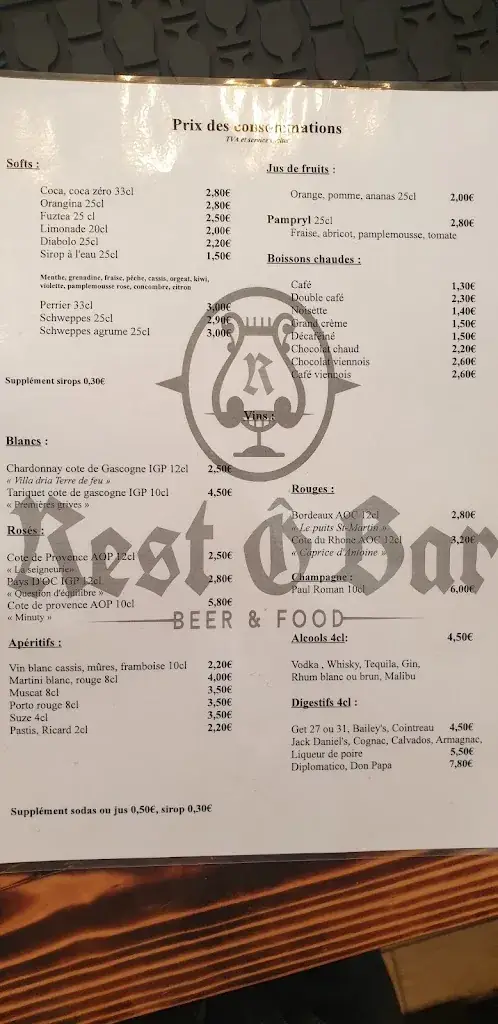 Prix des consommations
TVA et service inclus
Softs :
Coca, coca zéro 33cl 2,80€
Orangina 25cl 2,80€
Fuztea 25 cl 2,50€
Limonade 20cl 2,00€
Diabolo 25cl 2,20€
Sirop à l'eau 25cl 1,50€
Menthe, grenadine, fraise, pêche, cassis, orgeat, kiwi,
violette, pamplemousse rose, concombre, citron
Perrier 33cl 3,00€
Schweppes 25cl 2,90€
Schweppes agrume 25cl 3,00€
Supplément sirops 0,30€
Jus de fruits :
Orange, pomme, ananas 25cl 2,00€
Pampryl 25cl 2,80€
Fraise, abricot, pamplemousse, tomate
Boissons chaudes :
Café 1,30€
Double café 2,30€
Noisette 1,40€
Grand crème 1,50€
Décaféiné 1,50€
Chocolat chaud 2,20€
Chocolat viennois 2,60€
Café viennois 2,60€
R
Vins :
Blancs :
Chardonnay cote de Gascogne IGP 12cl 2,50€
« Villa dria Terre de feu »
Tariquet cote de gascogne IGP 10cl 4,50€
« Premières grives »
Rosés :
Cote de Provence AOP 12cl 2,50€
« La seigneurie»
Pays D'OC IGP 12cl 2,80€
« Question d'équilibre »
Cote de provence AOP 10cl 5,80€
« Minuty »
Rouges :
Bordeaux AOC 12cl 2,80€
« Le puits St-Martin »
Cote du Rhone AOC 12cl 3,20€
« Caprice d'Antoine »
Champagne :
Paul Roman 10cl 6,00€
Rest Ô Bar
BEER & FOOD
Apéritifs :
Vin blanc cassis, mûres, framboise 10cl 2,20€
Martini blanc, rouge 8cl 4,00€
Muscat 8cl 3,50€
Porto rouge 8cl 3,50€
Suze 4cl 3,50€
Pastis, Ricard 2cl 2,20€
Alcools 4cl: 4,50€
Vodka , Whisky, Tequila, Gin,
Rhum blanc ou brun, Malibu
Digestifs 4cl :
Get 27 ou 31, Bailey's, Cointreau 4,50€
Jack Daniel's, Cognac, Calvados, Armagnac,
Liqueur de poire 5,50€
Diplomatico, Don Papa 7,80€
Supplément sodas ou jus 0,50€, sirop 0,30€